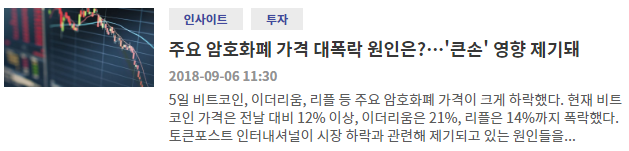 인사이트 투자
주요 암호화폐 가격 대폭락 원인은?…'큰손' 영향 제기돼
2018-09-06 11:30
5일 비트코인, 이더리움, 리플 등 주요 암호화폐 가격이 크게 하락했다. 현재 비트
코인 가격은 전날 대비 12% 이상, 이더리움은 21%, 리플은 14%까지 폭락했다.
토큰포스트 인터내셔널이 시장 하락과 관련해 제기되고 있는 원인들을...